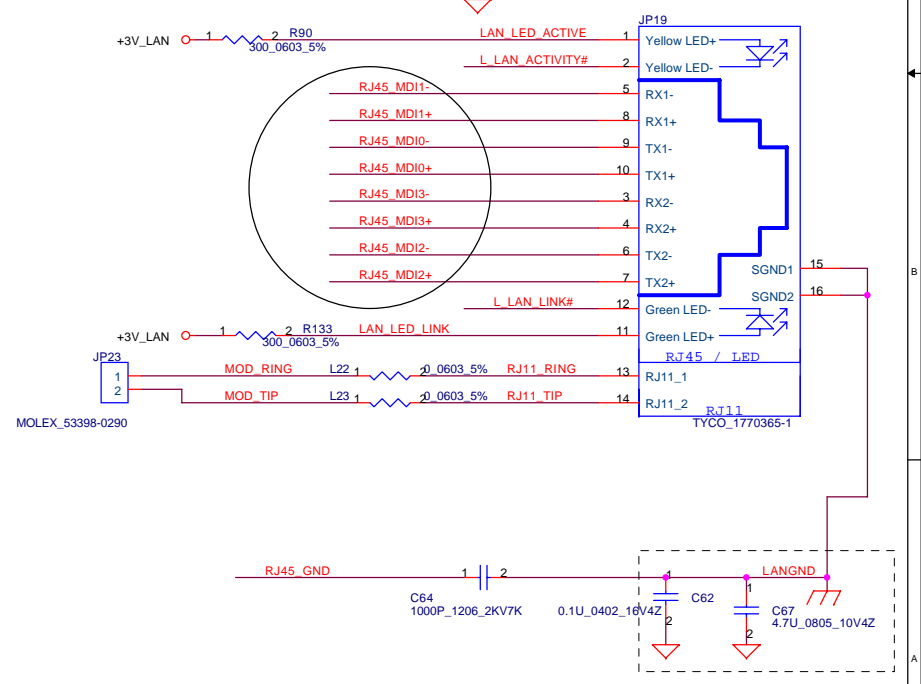 JP19
+3V_LAN 1 2 R90 300_0603_5% LAN_LED_ACTIVE 1 Yellow LED+
L_LAN_ACTIVITY# 2 Yellow LED-
RJ45_MDI1- 5 RX1-
RJ45_MDI1+ 8 RX1+
RJ45_MDI0- 9 TX1-
RJ45_MDI0+ 10 TX1+
RJ45_MDI3- 3 RX2-
RJ45_MDI3+ 4 RX2+
RJ45_MDI2- 6 TX2-
RJ45_MDI2+ 7 TX2+
SGND1 15
SGND2 16
B
L_LAN_LINK# 12 Green LED-
+3V_LAN 1 2 R133 300_0603_5% LAN_LED_LINK 11 Green LED+
RJ45 / LED
JP23
1 MOD_RING L22 1 2 0_0603_5% RJ11_RING 13 RJ11_1
2 MOD_TIP L23 1 2 0_0603_5% RJ11_TIP 14 RJ11_2
RJ11
MOLEX_53398-0290
TYCO_1770365-1
RJ45_GND 1 2 LANGND
C64
1000P_1206_2KV7K
1 C62
0.1U_0402_16V4Z
2
1 C67
4.7U_0805_10V4Z
2
A